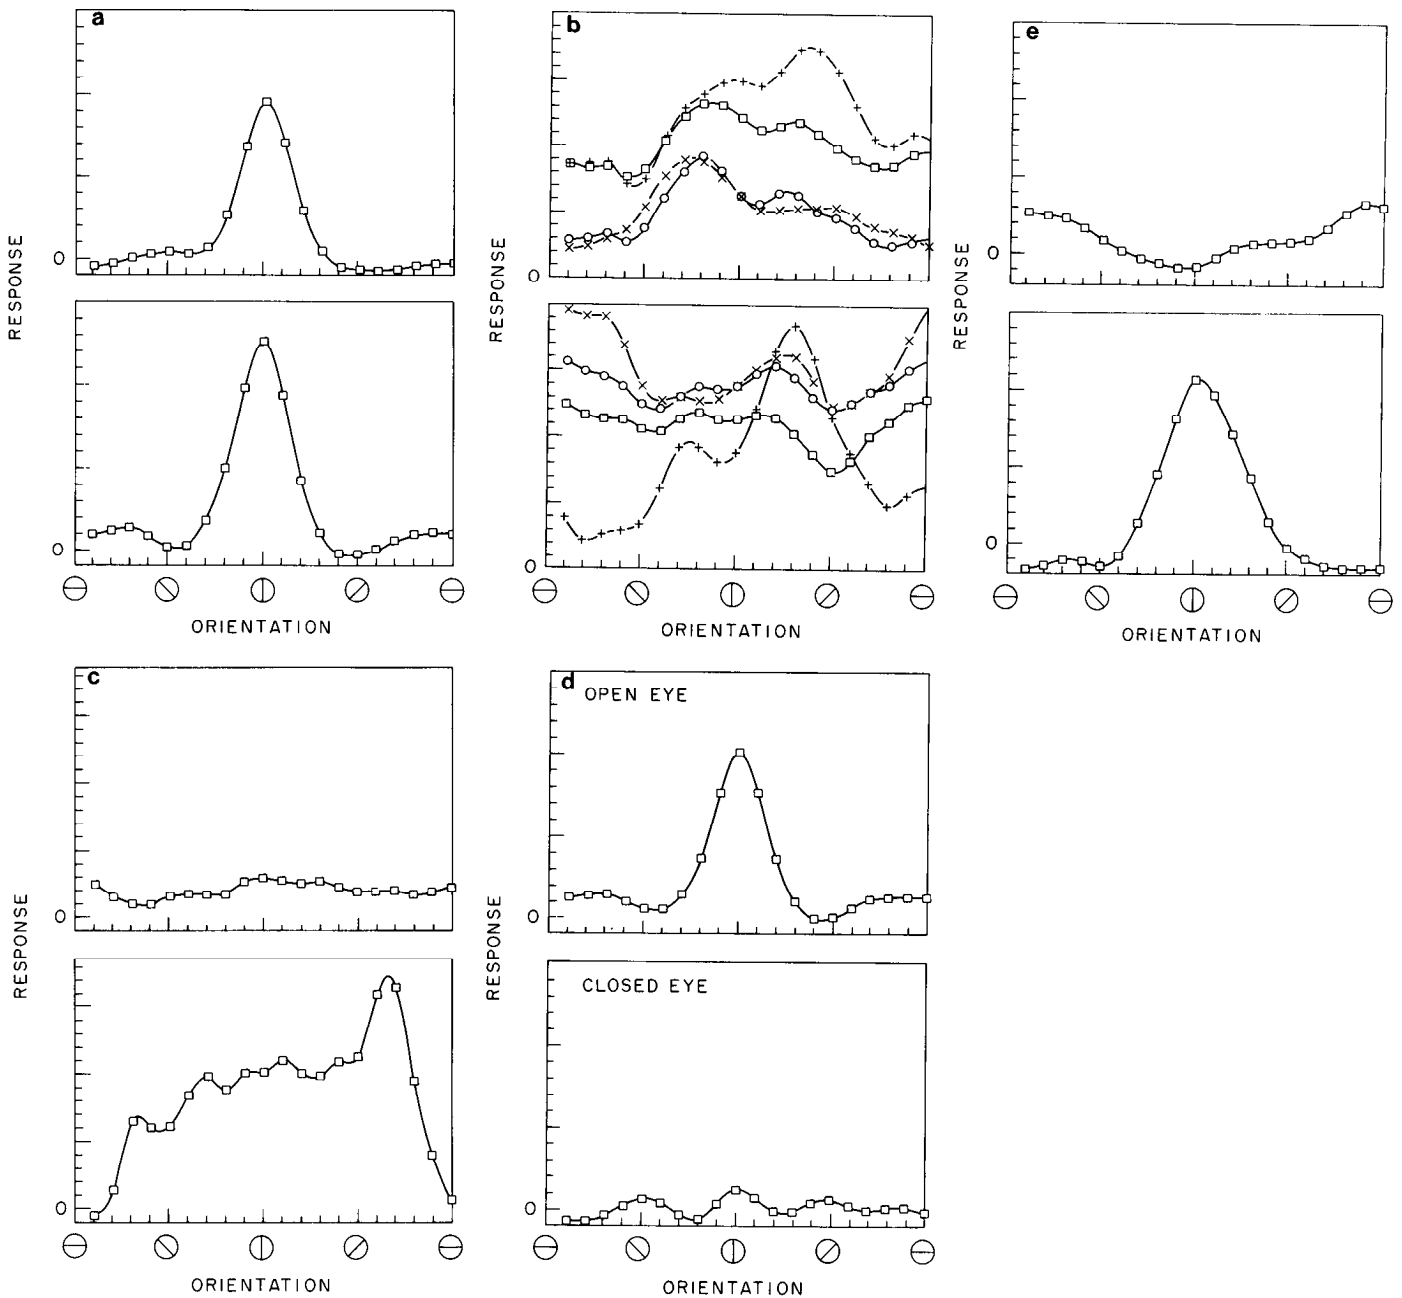 a
RESPONSE
0
0
ORIENTATION
b
RESPONSE
0
0
ORIENTATION
e
RESPONSE
0
0
ORIENTATION
c
RESPONSE
0
0
ORIENTATION
d
OPEN EYE
RESPONSE
0
CLOSED EYE
0
ORIENTATION